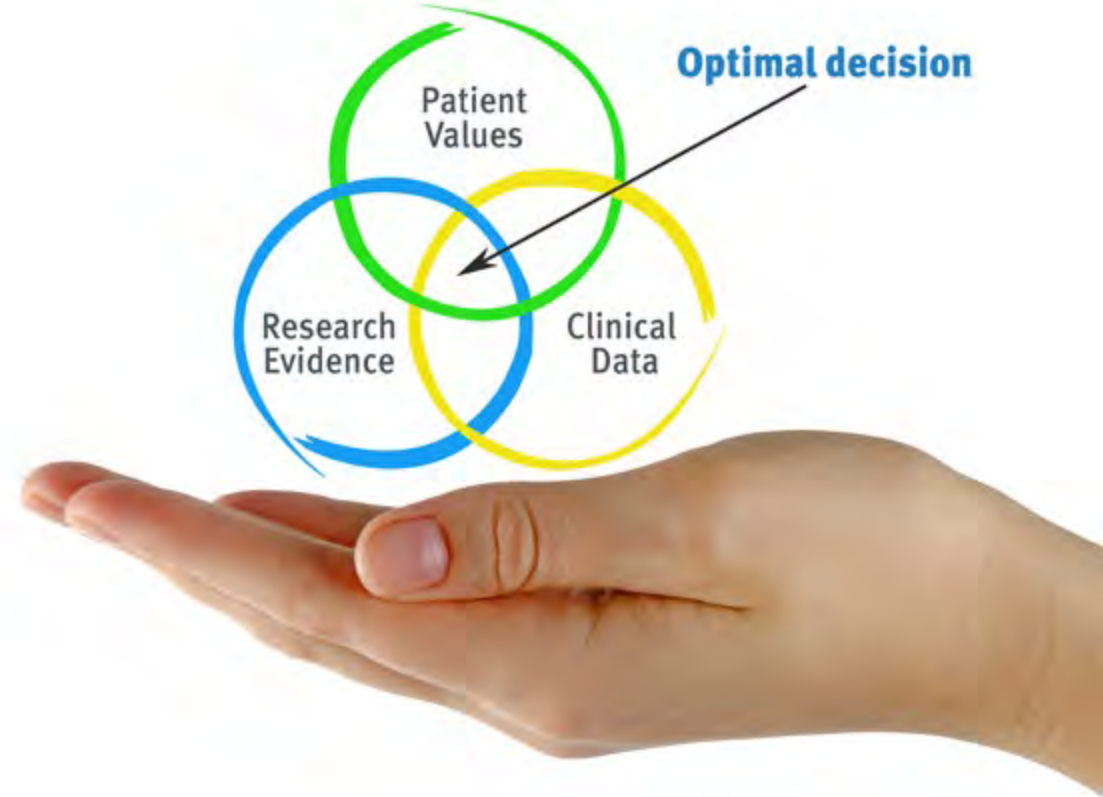 Optimal decision
Patient
Values
Research
Evidence
Clinical
Data